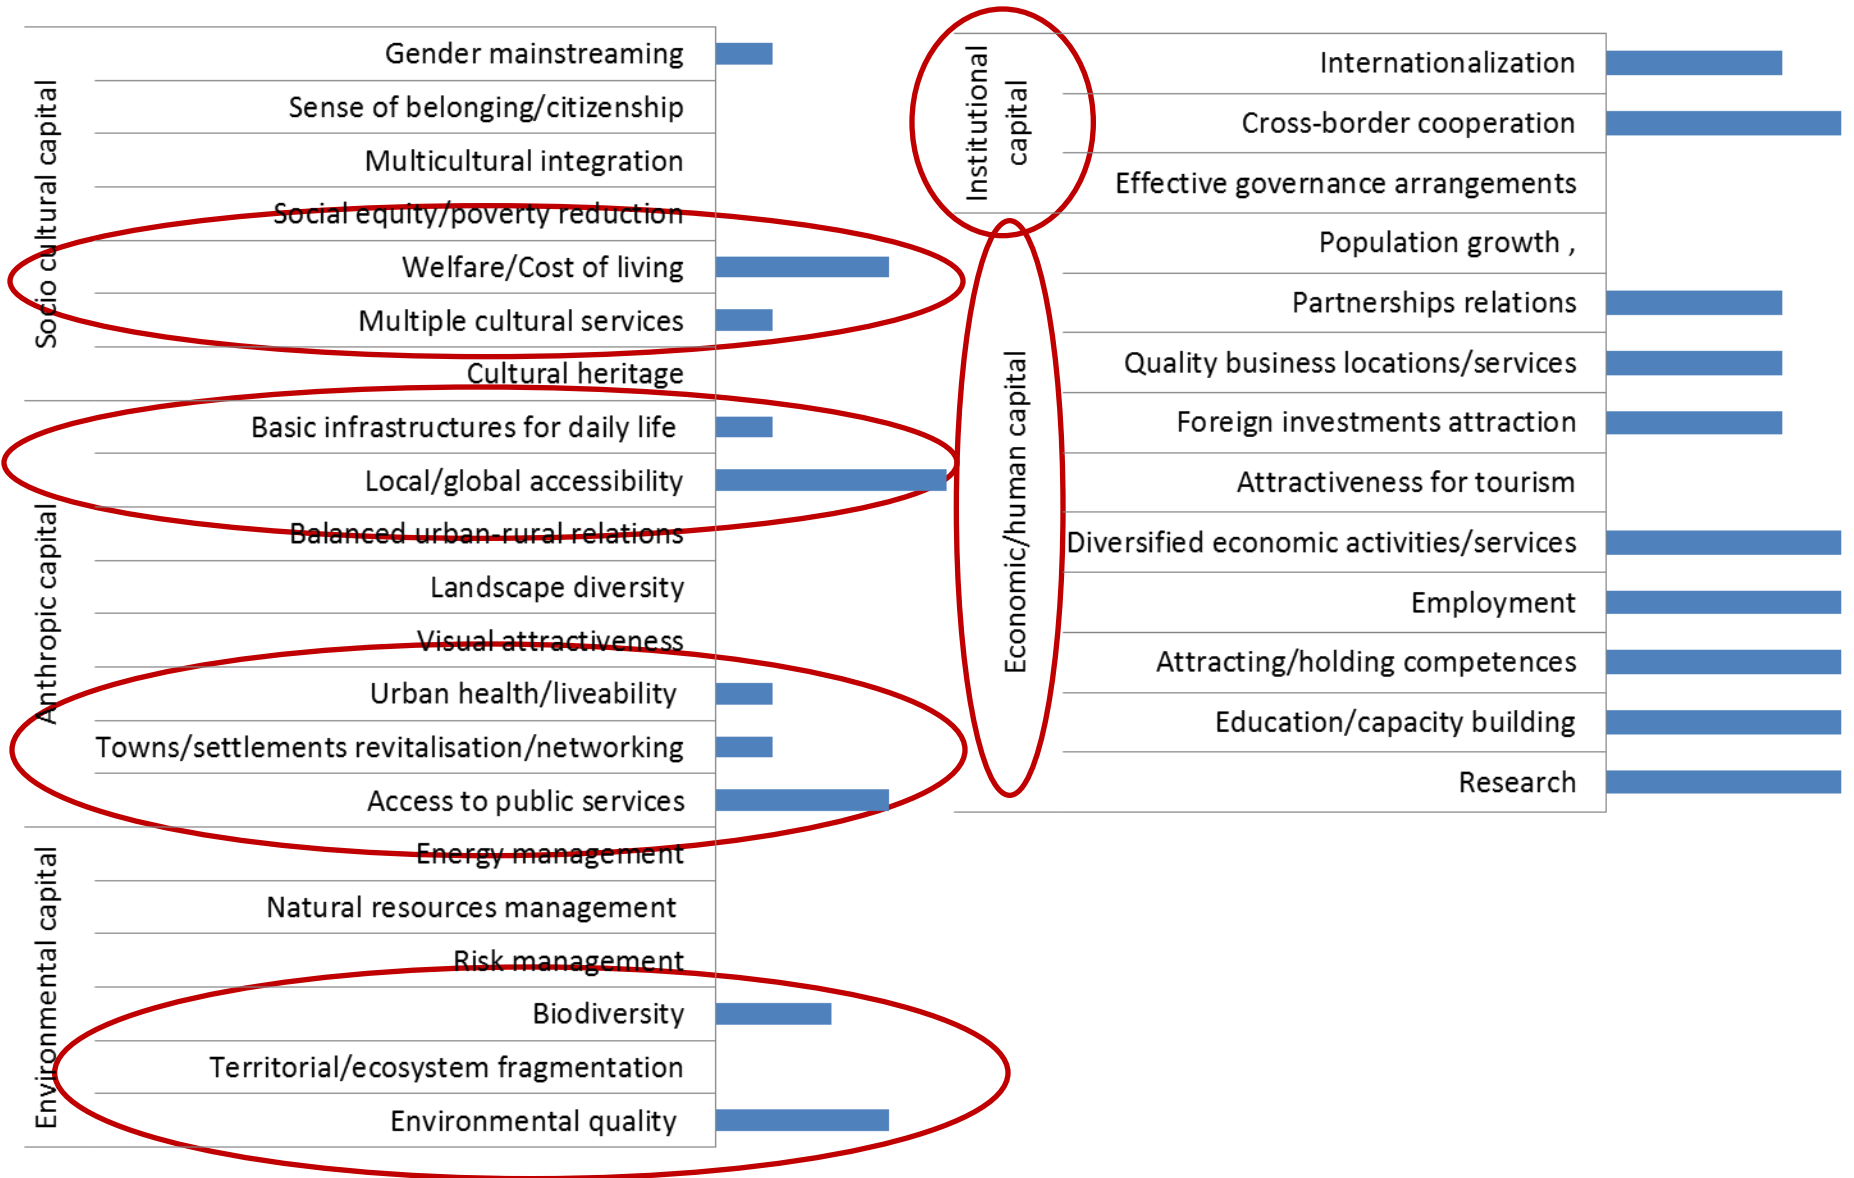 Socio cultural capital
Gender mainstreaming
Sense of belonging/citizenship
Multicultural integration
Social equity/poverty reduction
Welfare/Cost of living
Multiple cultural services
Cultural heritage
Anthropic capital
Basic infrastructures for daily life
Local/global accessibility
Balanced urban-rural relations
Landscape diversity
Visual attractiveness
Urban health/liveability
Towns/settlements revitalisation/networking
Access to public services
Environmental capital
Energy management
Natural resources management
Risk management
Biodiversity
Territorial/ecosystem fragmentation
Environmental quality
Institutional
capital
Internationalization
Cross-border cooperation
Effective governance arrangements
Economic/human capital
Population growth ,
Partnerships relations
Quality business locations/services
Foreign investments attraction
Attractiveness for tourism
Diversified economic activities/services
Employment
Attracting/holding competences
Education/capacity building
Research